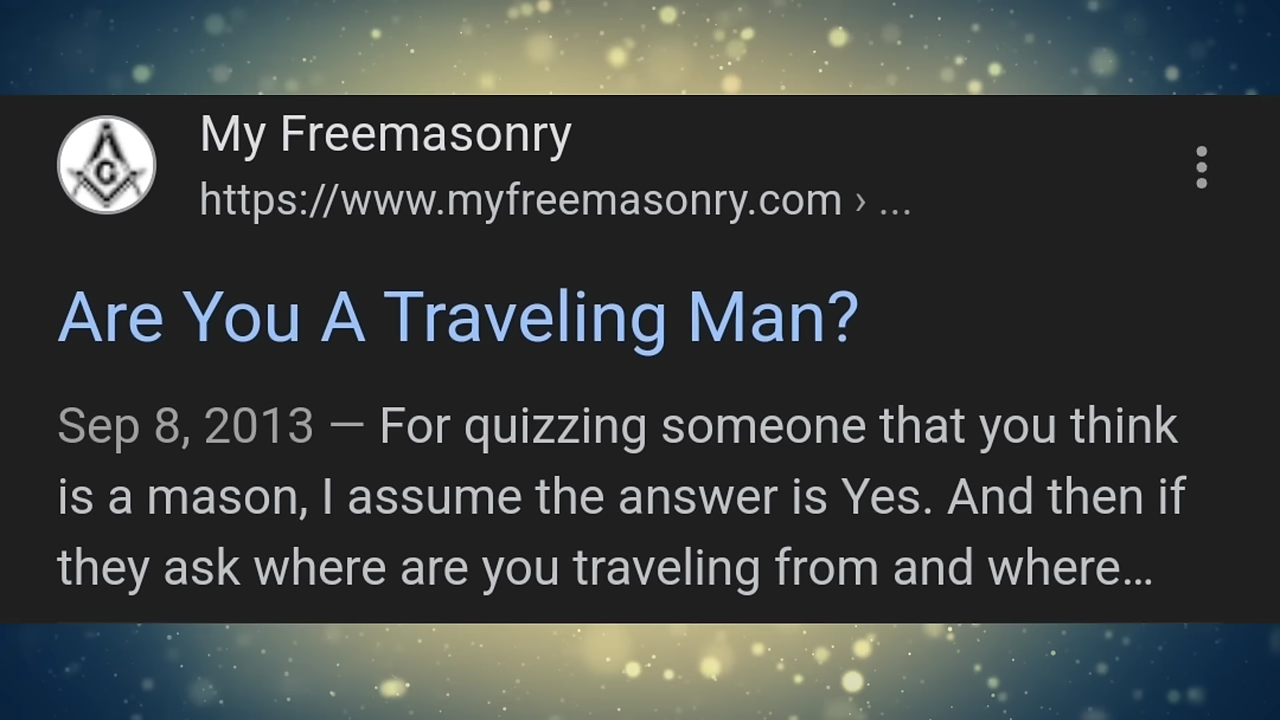 My Freemasonry
https://www.myfreemasonry.com › ...
Are You A Traveling Man?
Sep 8, 2013 — For quizzing someone that you think
is a mason, I assume the answer is Yes. And then if
they ask where are you traveling from and where...